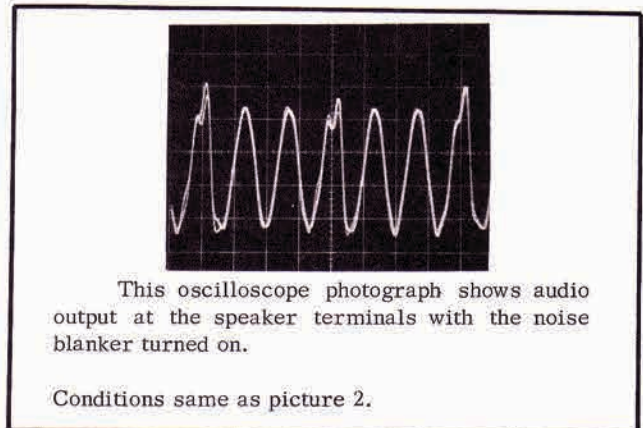 This oscilloscope photograph shows audio
output at the speaker terminals with the noise
blanker turned on.
Conditions same as picture 2.